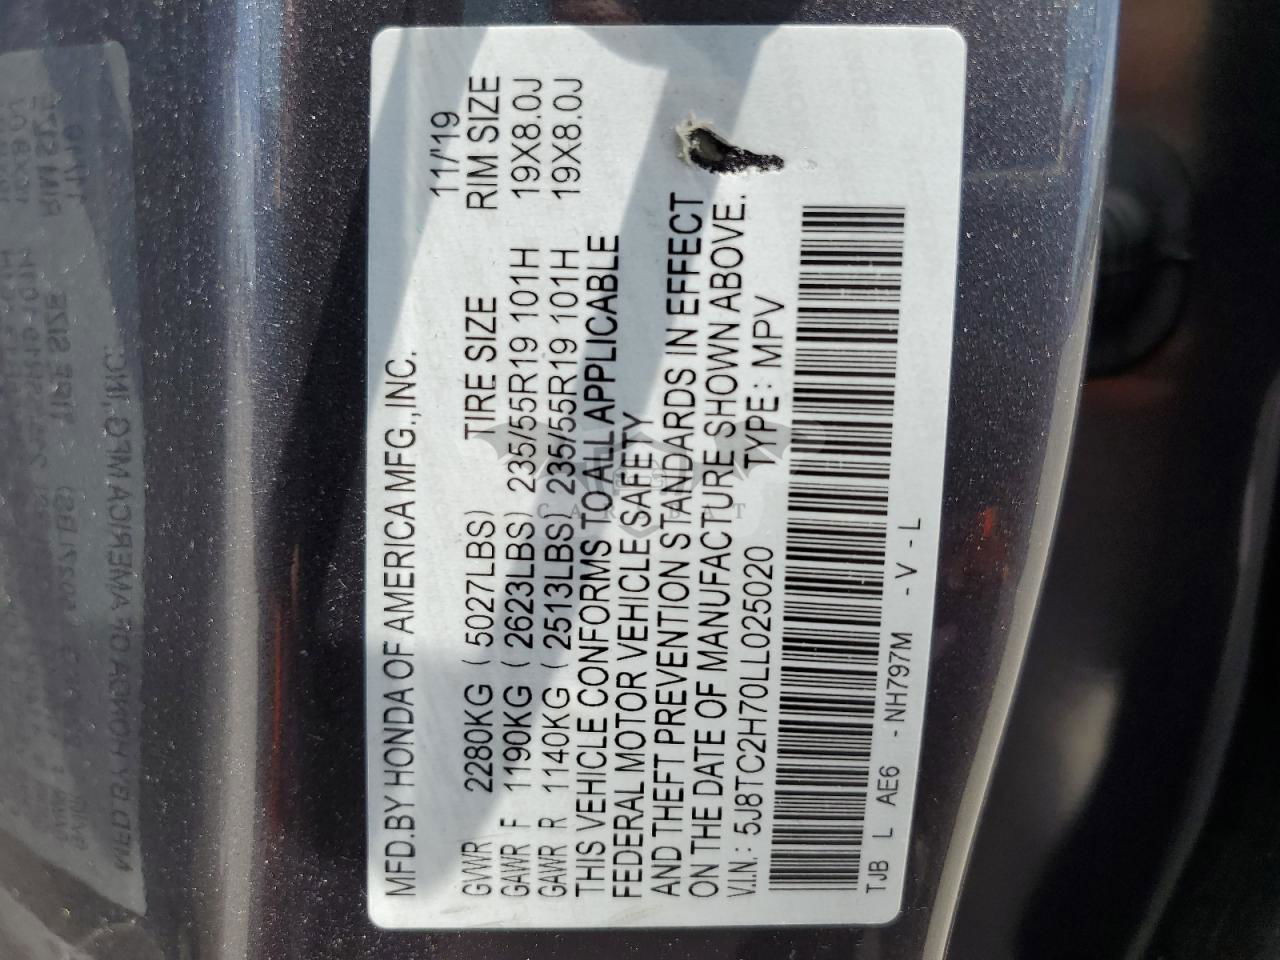 MFD.BY HONDA OF AMERICA MFG.,INC. 11/'19
GVWR 2280KG ( 5027LBS) TIRE SIZE RIM SIZE
GAWR F 1190KG ( 2623LBS) 235/55R19 101H 19X8.0J
GAWR R 1140KG ( 2513LBS) 235/55R19 101H 19X8.0J
THIS VEHICLE CONFORMS TO ALL APPLICABLE
FEDERAL MOTOR VEHICLE SAFETY
AND THEFT PREVENTION STANDARDS IN EFFECT
ON THE DATE OF MANUFACTURE SHOWN ABOVE.
V.I.N.: 5J8TC2H70LL025020 TYPE: MPV
TJB L AE6 -NH797M -V-L
CARBAT